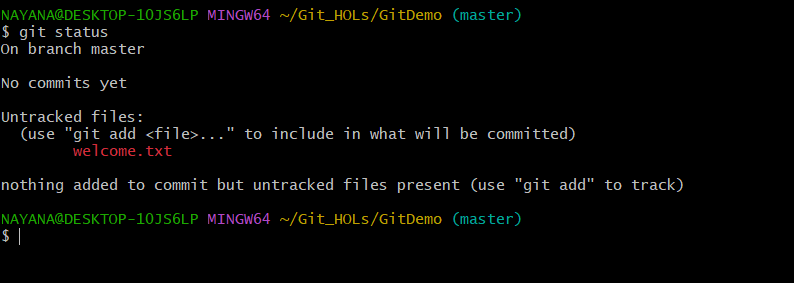 NAYANA@DESKTOP-1OJS6LP MINGW64 ~/Git_HOLs/GitDemo (master)
$ git status
On branch master
No commits yet
Untracked files:
(use "git add <file>..." to include in what will be committed)
welcome.txt
nothing added to commit but untracked files present (use "git add" to track)
NAYANA@DESKTOP-1OJS6LP MINGW64 ~/Git_HOLs/GitDemo (master)
$